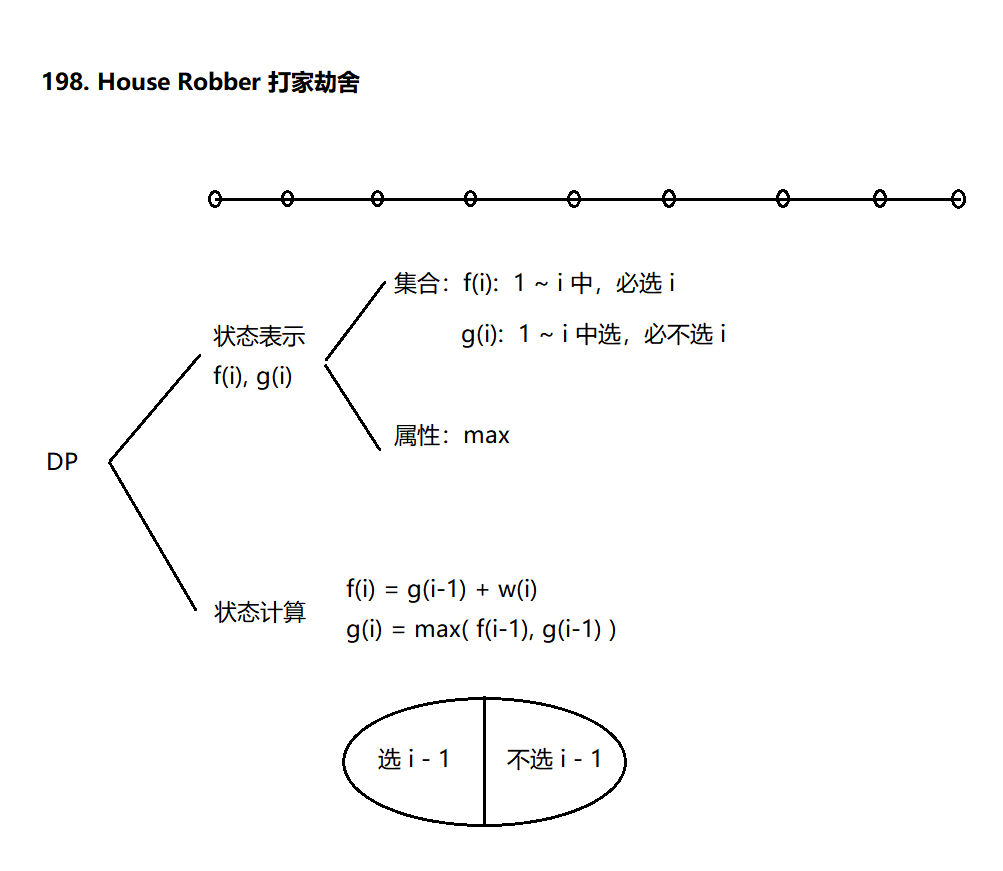 198. House Robber 打家劫舍
集合：f(i)：1 ~ i 中，必选 i
g(i)：1 ~ i 中选，必不选 i
状态表示
f(i), g(i)
属性：max
DP
状态计算
f(i) = g(i-1) + w(i)
g(i) = max( f(i-1), g(i-1) )
选 i - 1
不选 i - 1